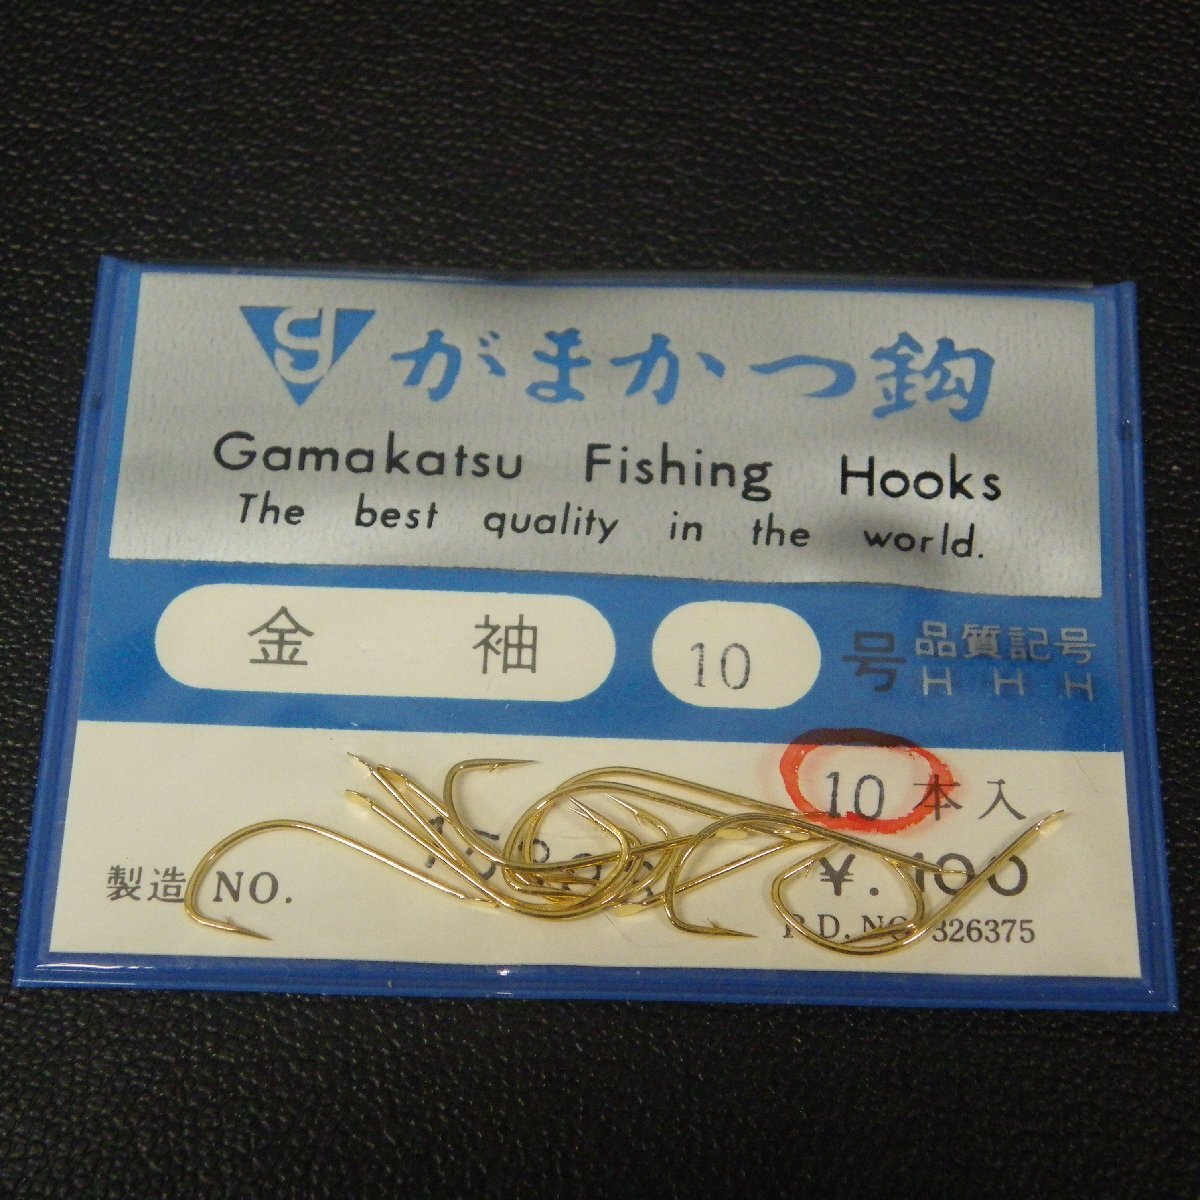 がまかつ鈎
Gamakatsu Fishing Hooks
The best quality in the world.
金 袖 10 号 品質記号
H H H
10 本入
製造 NO.
¥.100
P.D. NO. 326375